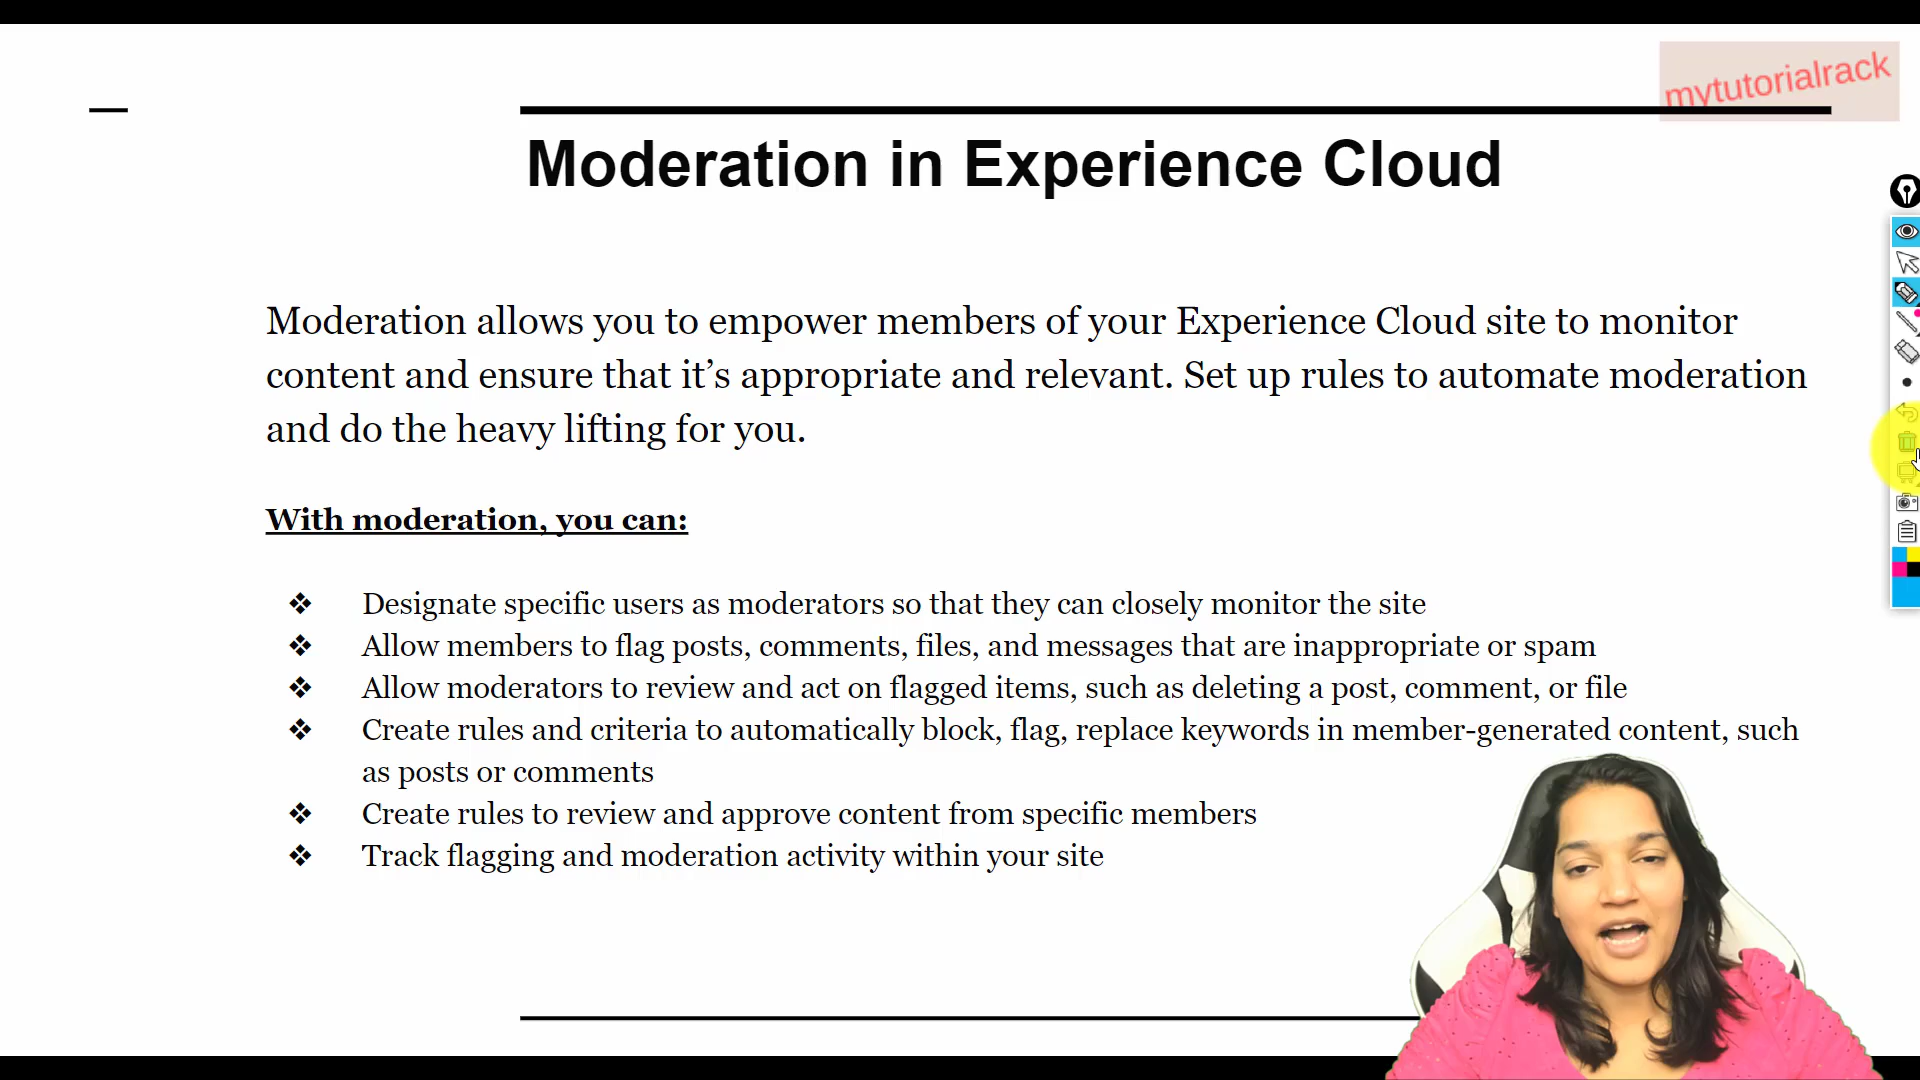 mytutorialrack
Moderation in Experience Cloud
Moderation allows you to empower members of your Experience Cloud site to monitor
content and ensure that it’s appropriate and relevant. Set up rules to automate moderation
and do the heavy lifting for you.
With moderation, you can:
❖ Designate specific users as moderators so that they can closely monitor the site
❖ Allow members to flag posts, comments, files, and messages that are inappropriate or spam
❖ Allow moderators to review and act on flagged items, such as deleting a post, comment, or file
❖ Create rules and criteria to automatically block, flag, replace keywords in member-generated content, such
as posts or comments
❖ Create rules to review and approve content from specific members
❖ Track flagging and moderation activity within your site